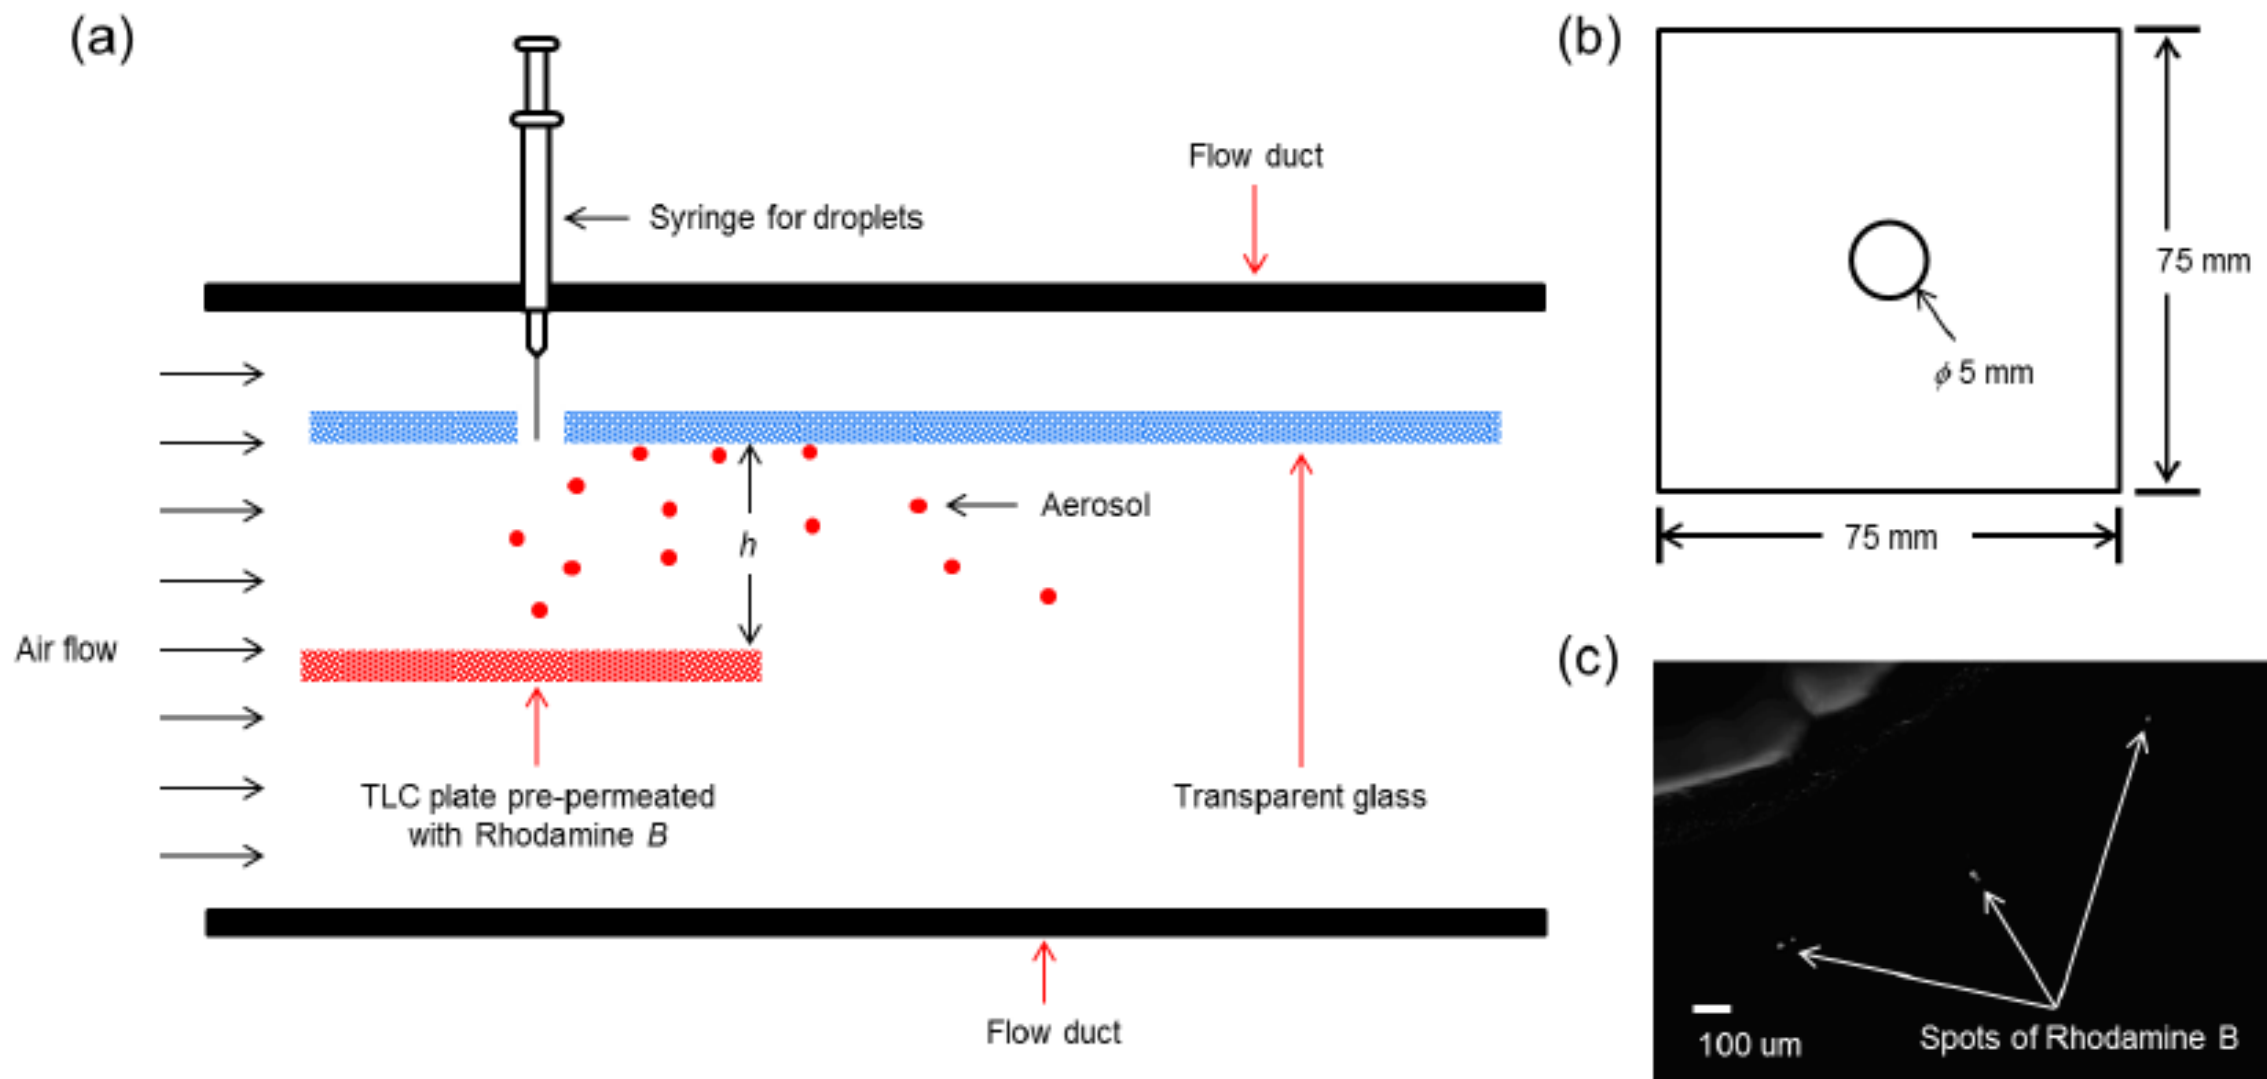 (a)
Syringe for droplets
Flow duct
Aerosol
h
Air flow
TLC plate pre-permeated
with Rhodamine B
Transparent glass
Flow duct
(b)
75 mm
ϕ 5 mm
75 mm
(c)
100 um
Spots of Rhodamine B